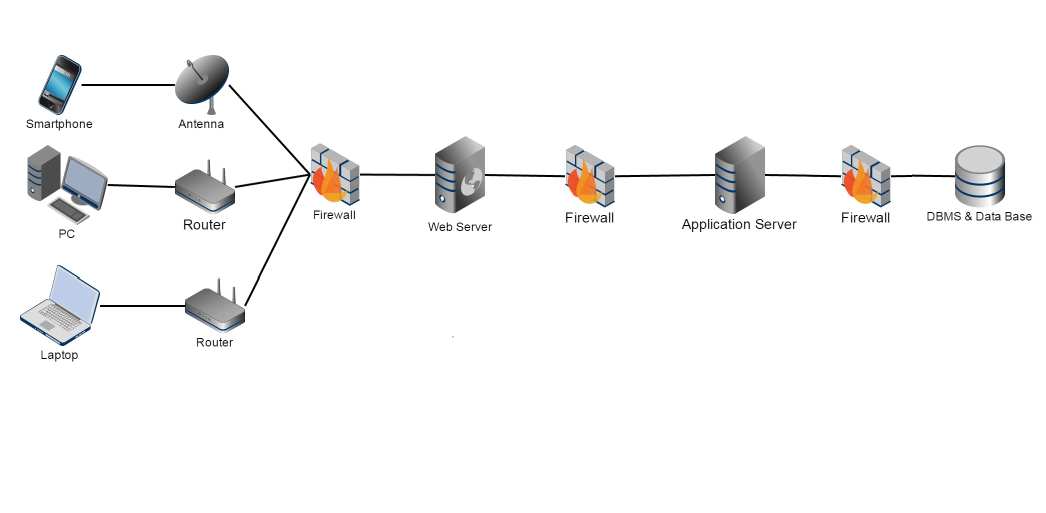 Smartphone
Antenna
PC
Router
Firewall
Web Server
Firewall
Application Server
Firewall
DBMS & Data Base
Laptop
Router